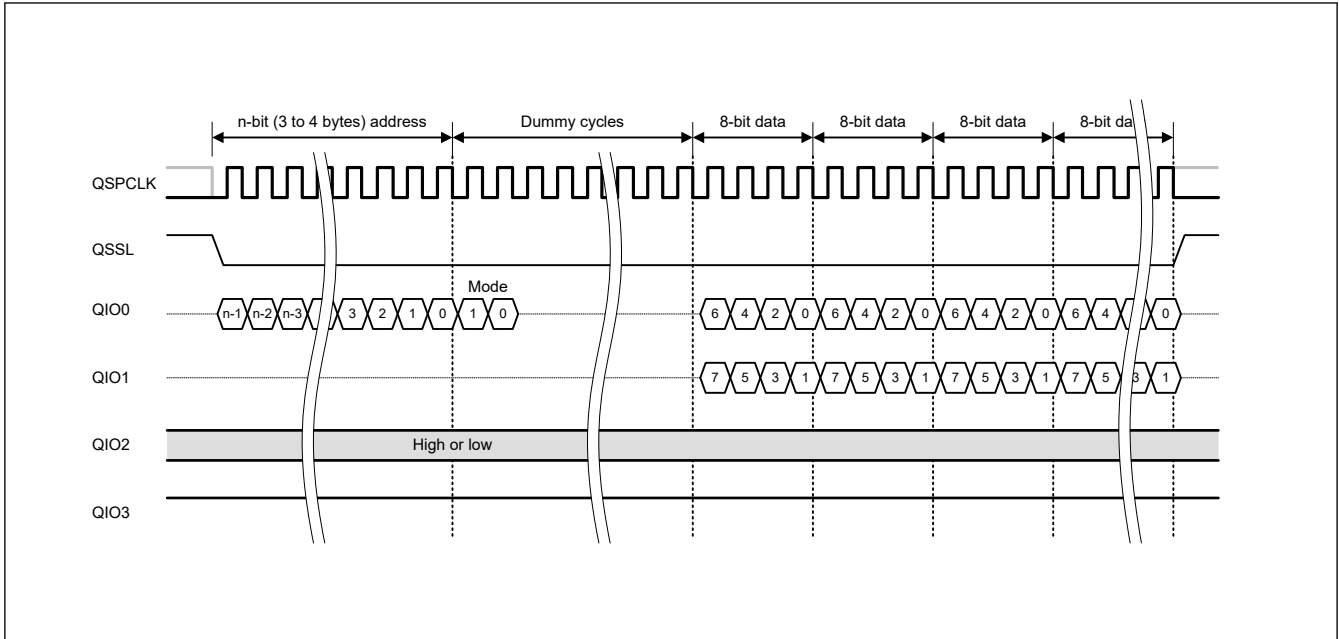 n-bit (3 to 4 bytes) address Dummy cycles 8-bit data 8-bit data 8-bit data 8-bit da
QSPCLK
QSSL
Mode
QIO0 n-1 n-2 n-3 3 2 1 0 1 0 6 4 2 0 6 4 2 0 6 4 2 0 6 4 0
QIO1 7 5 3 1 7 5 3 1 7 5 3 1 7 5 3 1
QIO2 High or low
QIO3